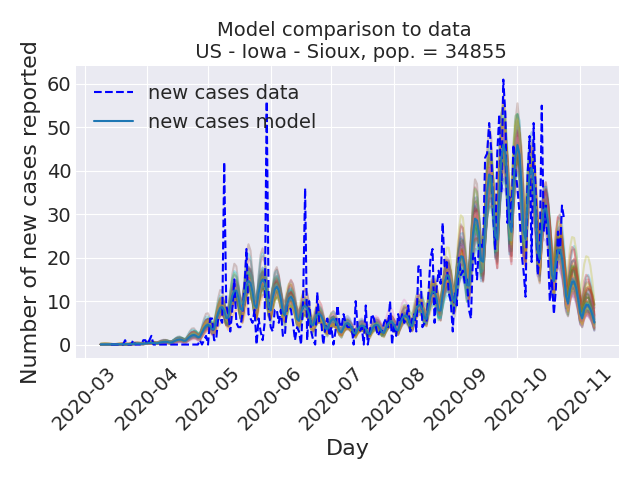 Model comparison to data
US - Iowa - Sioux, pop. = 34855
Number of new cases reported
60
50
40
30
20
10
0
new cases data
new cases model
2020-03
2020-04
2020-05
2020-06
2020-07
2020-08
2020-09
2020-10
2020-11
Day